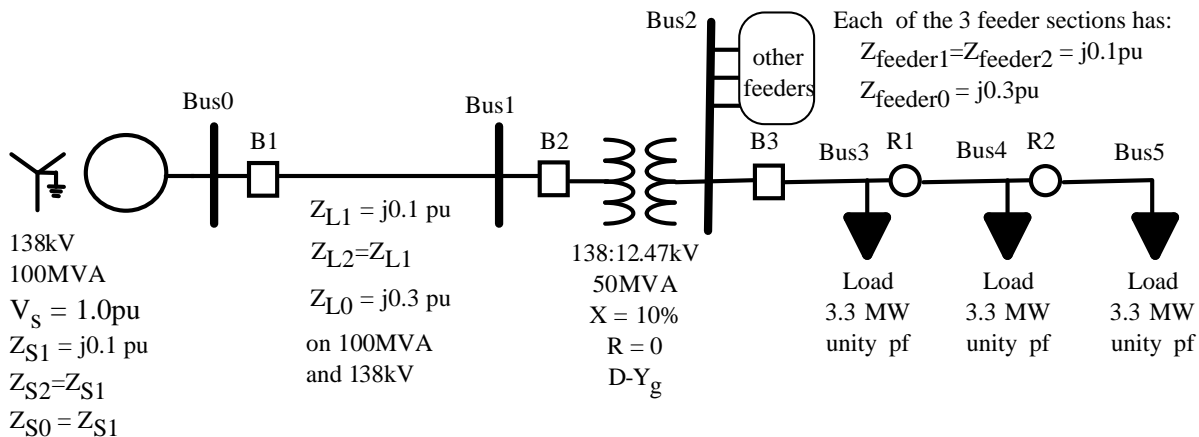 Bus0
B1
Bus1
B2
Bus2
other
feeders
B3
Bus3
R1
Bus4
R2
Bus5
Each of the 3 feeder sections has:
Zfeeder1=Zfeeder2 = j0.1pu
Zfeeder0 = j0.3pu
138kV
100MVA
VS = 1.0pu
ZS1 = j0.1 pu
ZS2=ZS1
ZS0 = ZS1
ZL1 = j0.1 pu
ZL2=ZL1
ZL0 = j0.3 pu
on 100MVA
and 138kV
138:12.47kV
50MVA
X = 10%
R = 0
D-Yg
Load
3.3 MW
unity pf
Load
3.3 MW
unity pf
Load
3.3 MW
unity pf